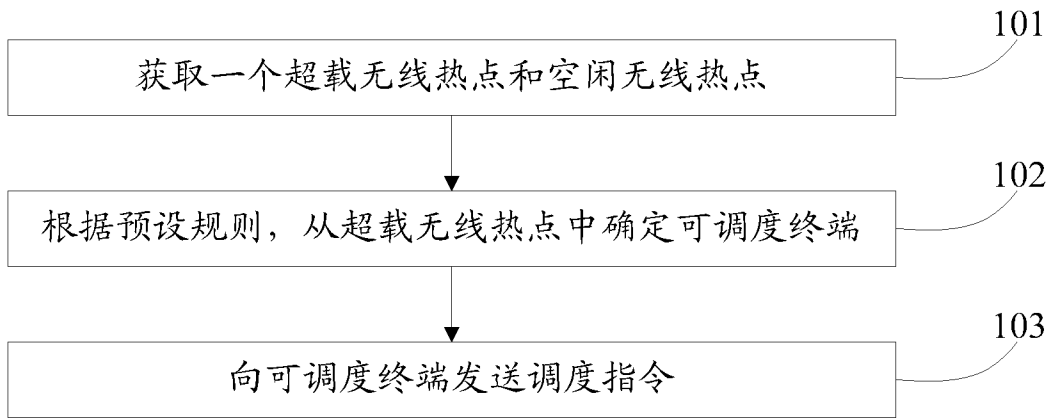 101
获取一个超载无线热点和空闲无线热点
102
根据预设规则，从超载无线热点中确定可调度终端
103
向可调度终端发送调度指令